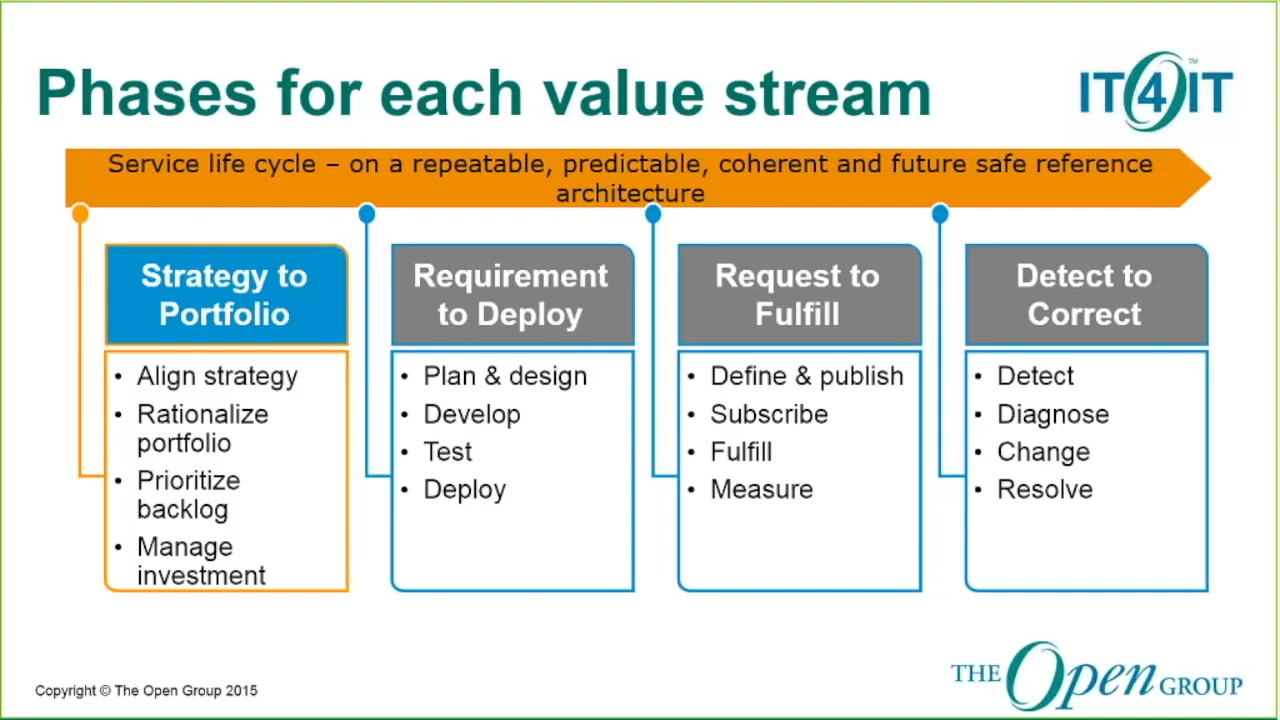 Phases for each value stream
IT4IT™
Service life cycle – on a repeatable, predictable, coherent and future safe reference
architecture
Strategy to
Portfolio
• Align strategy
• Rationalize
portfolio
• Prioritize
backlog
• Manage
investment
Requirement
to Deploy
• Plan & design
• Develop
• Test
• Deploy
Request to
Fulfill
• Define & publish
• Subscribe
• Fulfill
• Measure
Detect to
Correct
• Detect
• Diagnose
• Change
• Resolve
Copyright © The Open Group 2015
THE Open GROUP